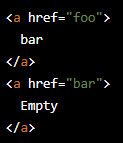 <a href="foo">
  bar
</a>
<a href="bar">
  Empty
</a>